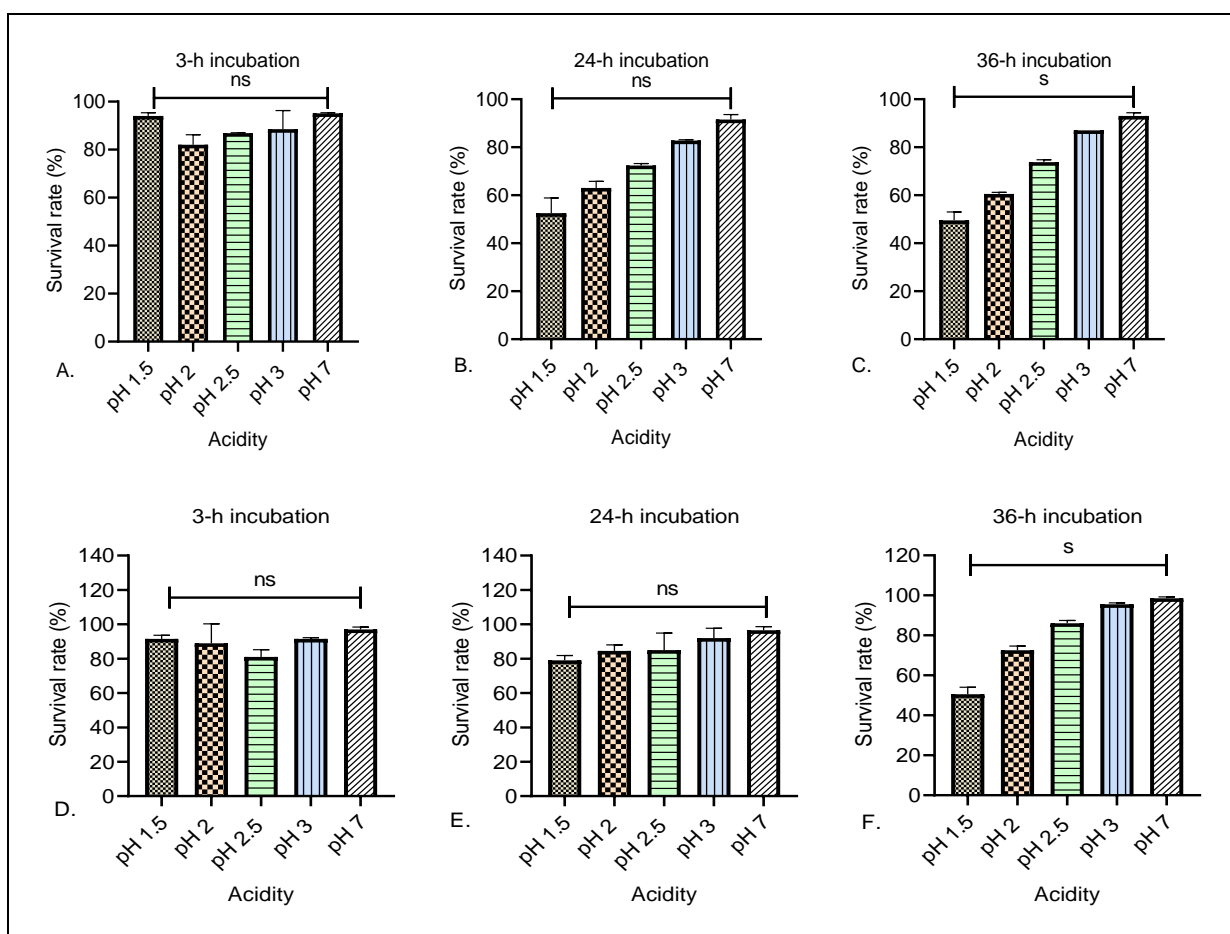 3-h incubation
ns
Survival rate (%)
100
80
60
40
20
0
pH 1.5
pH 2
pH 2.5
pH 3
pH 7
A.
Acidity
24-h incubation
ns
Survival rate (%)
100
80
60
40
20
0
pH 1.5
pH 2
pH 2.5
pH 3
pH 7
B.
Acidity
36-h incubation
s
Survival rate (%)
100
80
60
40
20
0
pH 1.5
pH 2
pH 2.5
pH 3
pH 7
C.
Acidity
3-h incubation
ns
Survival rate (%)
140
120
100
80
60
40
20
0
pH 1.5
pH 2
pH 2.5
pH 3
pH 7
D.
Acidity
24-h incubation
ns
Survival rate (%)
140
120
100
80
60
40
20
0
pH 1.5
pH 2
pH 2.5
pH 3
pH 7
E.
Acidity
36-h incubation
s
Survival rate (%)
120
100
80
60
40
20
0
pH 1.5
pH 2
pH 2.5
pH 3
pH 7
F.
Acidity